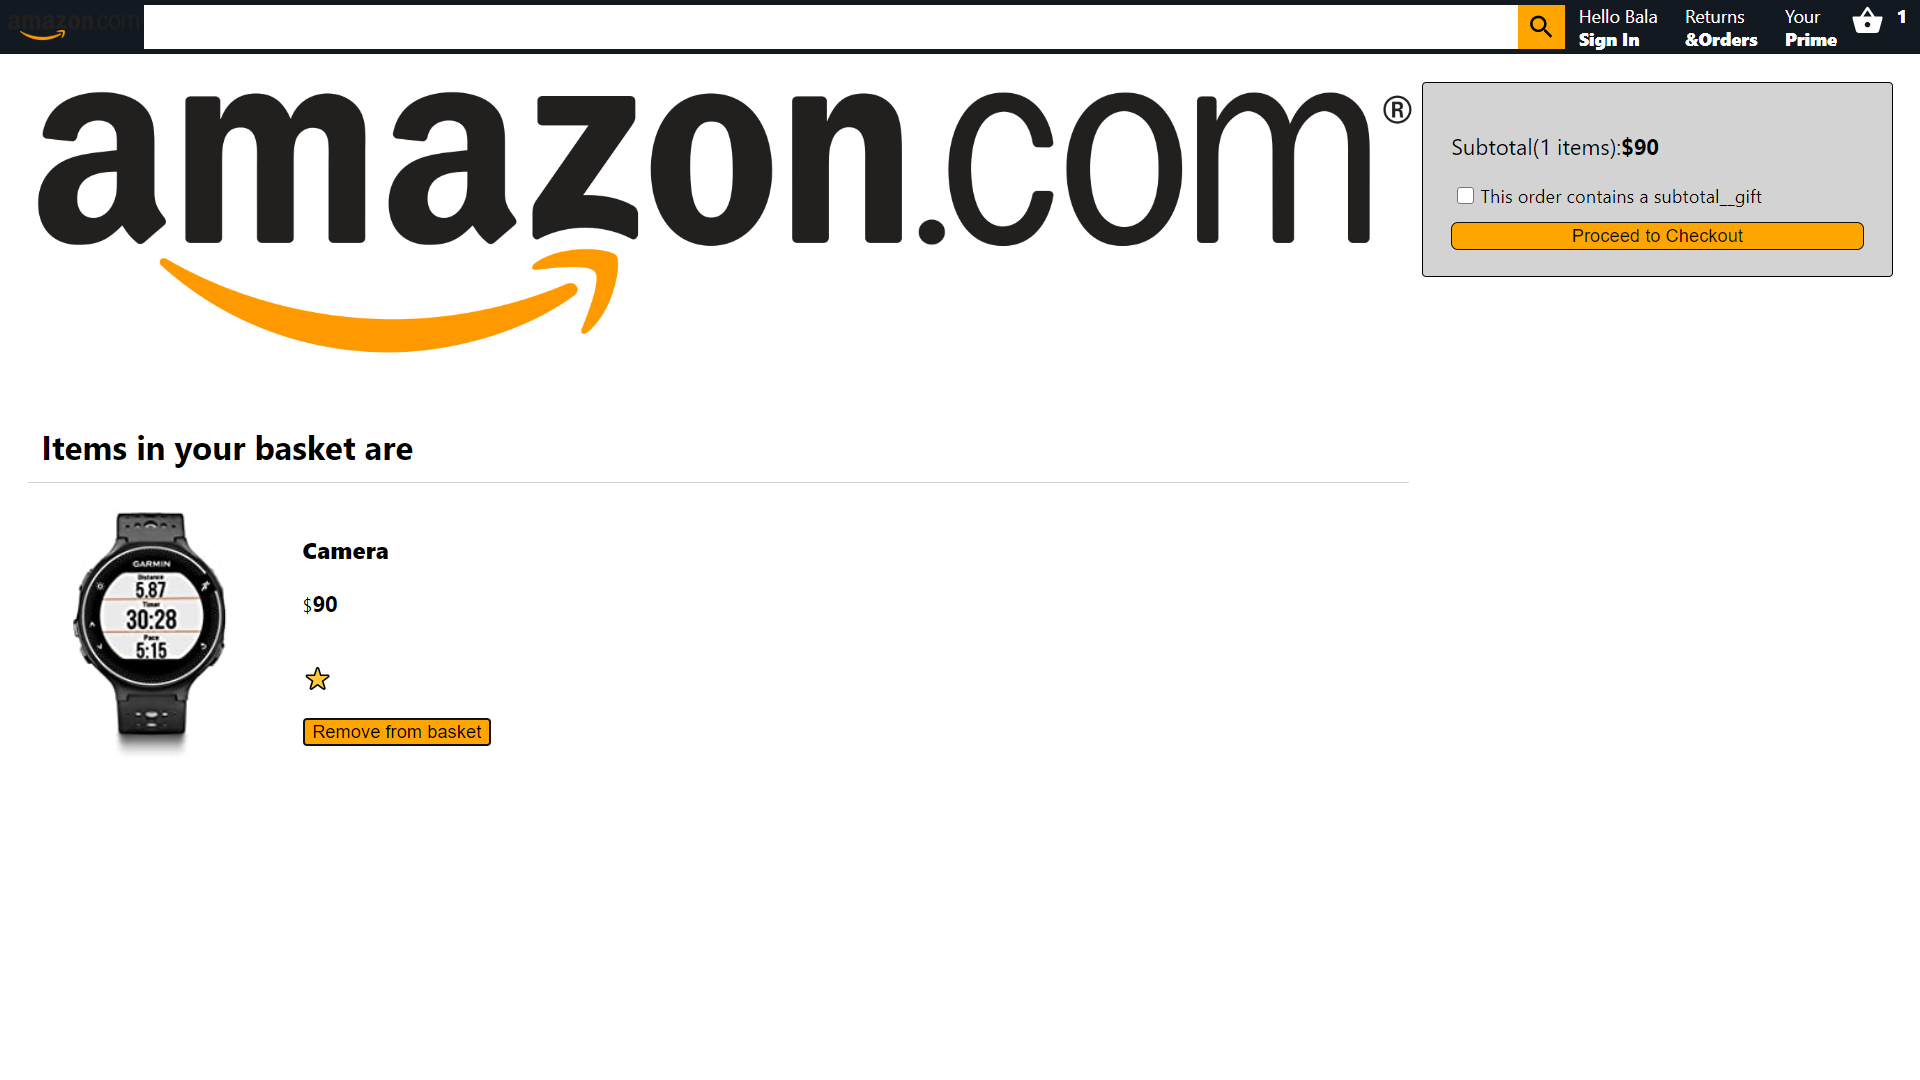 amazon.com
Hello Bala
Sign In
Returns
&Orders
Your
Prime
1
amazon.com®
Subtotal(1 items):$90
This order contains a subtotal__gift
Proceed to Checkout
Items in your basket are
GARMIN
Distance
5.87
Timer
30:28
Pace
5:15
Camera
$90
Remove from basket